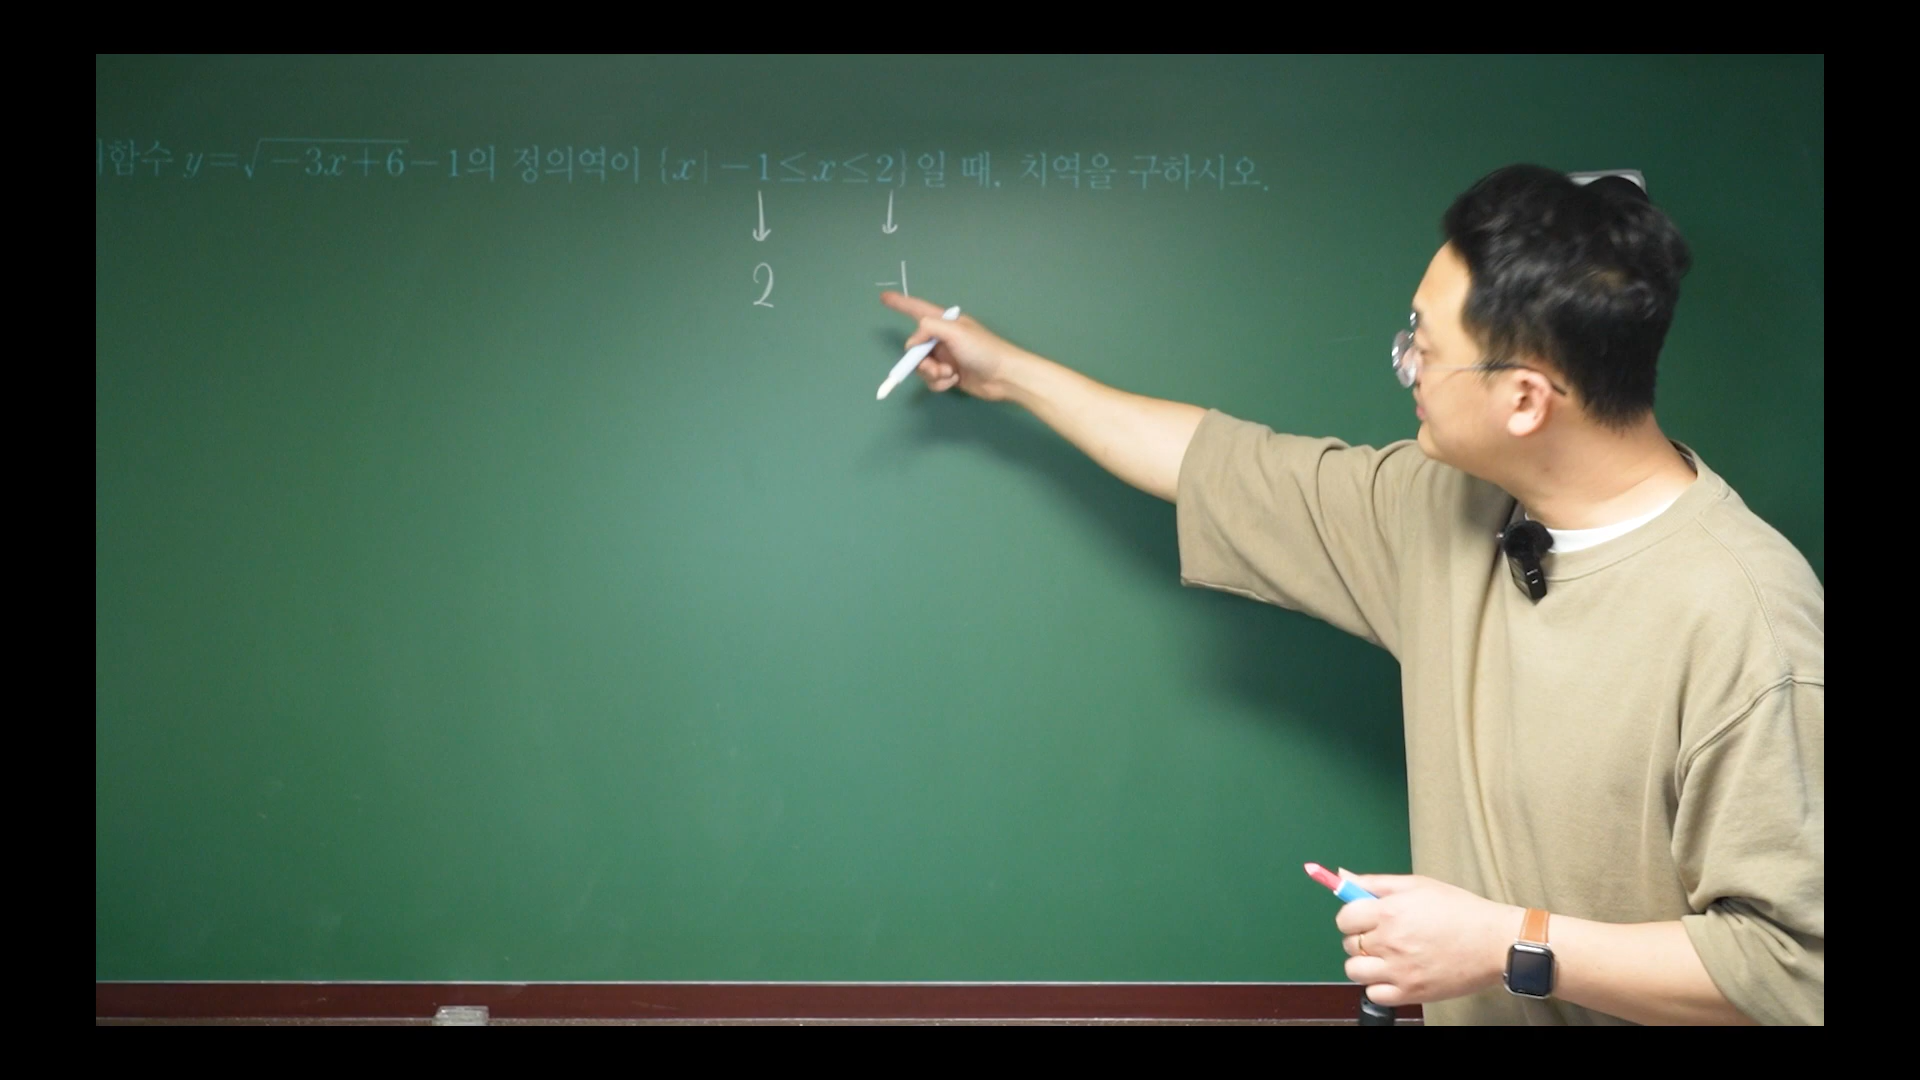 함수 y=√-3x+6-1의 정의역이 {x|-1≤x≤2}일 때, 치역을 구하시오.
↓ ↓
2 -1